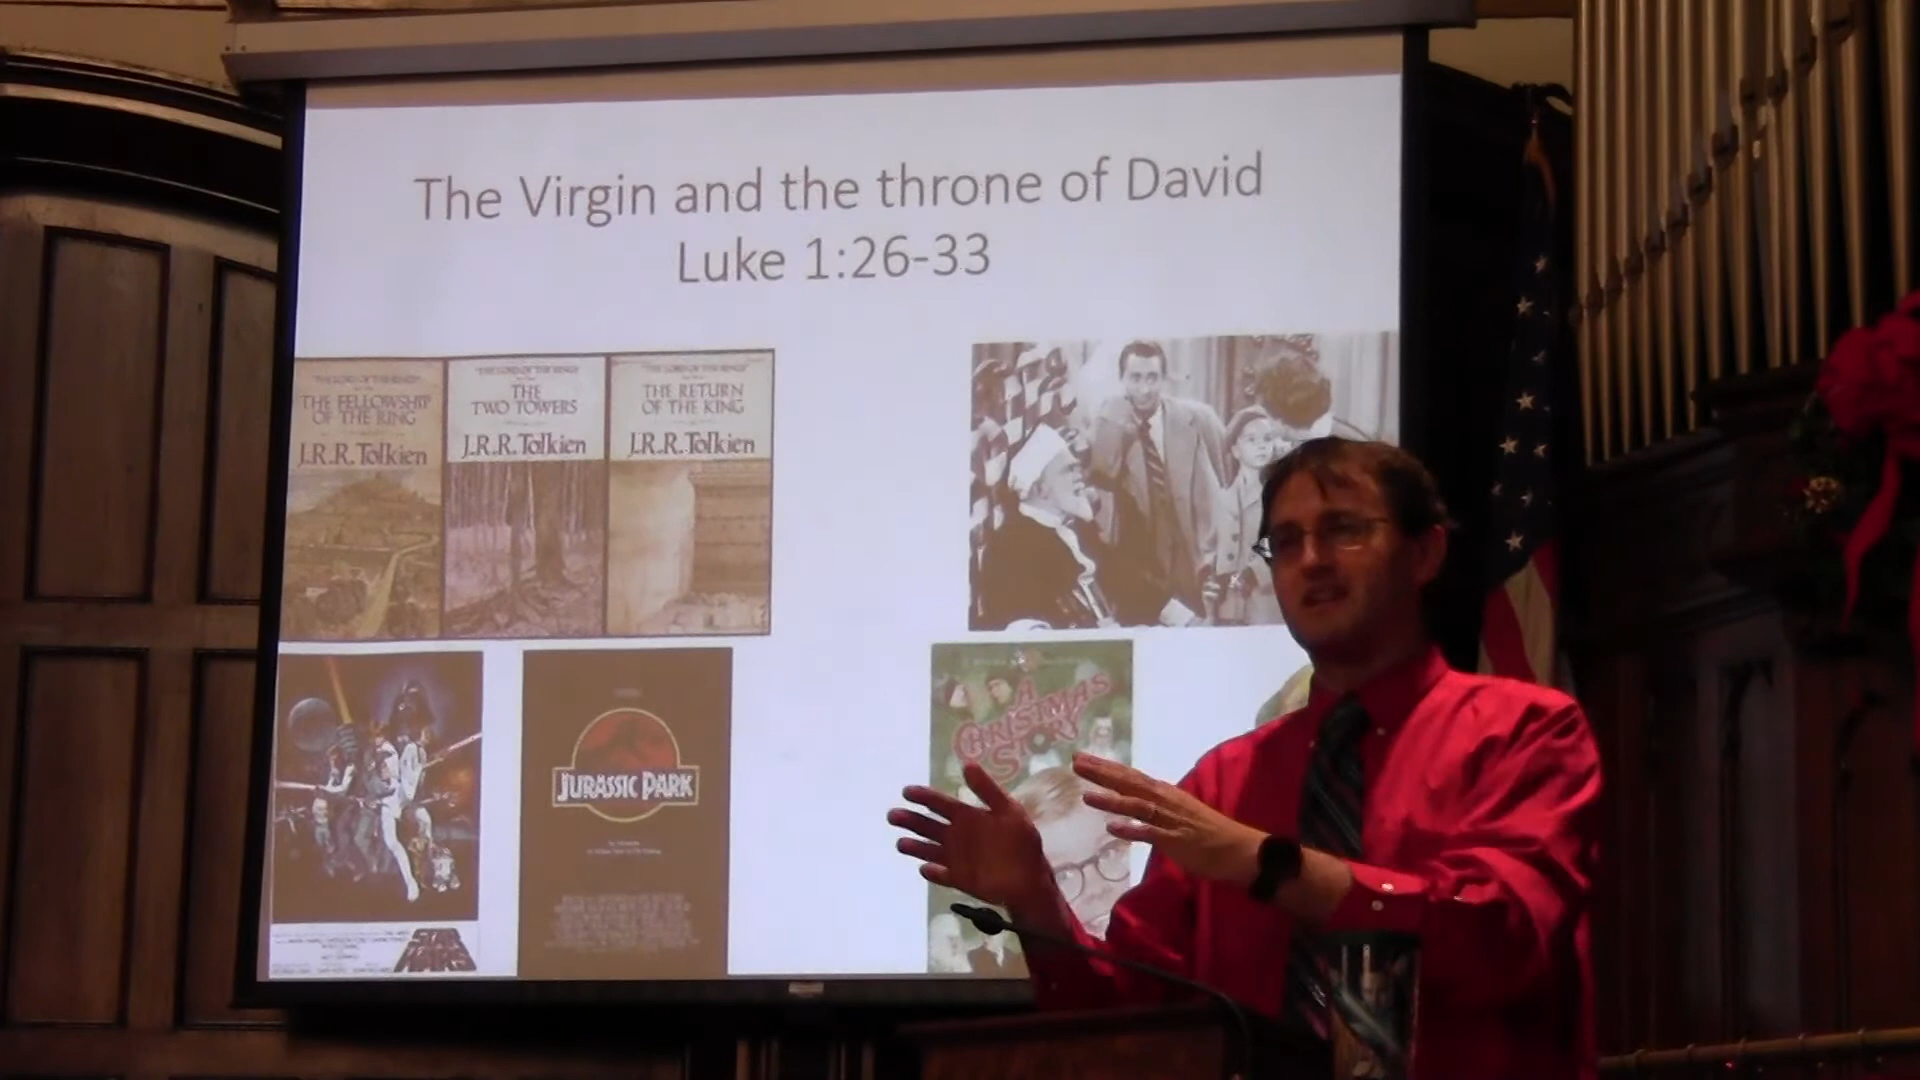 The Virgin and the throne of David
Luke 1:26-33
"THE LORD OF THE RINGS"
THE FELLOWSHIP
OF THE RING
J.R.R. Tolkien
"THE LORD OF THE RINGS"
THE
TWO TOWERS
J.R.R. Tolkien
"THE LORD OF THE RINGS"
THE RETURN
OF THE KING
J.R.R. Tolkien
STAR
WARS
JURASSIC PARK
A
CHRISTMAS
STORY